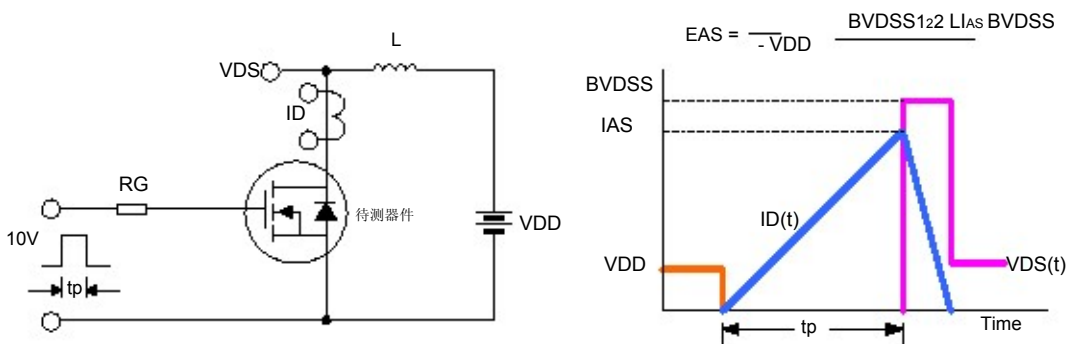 L
VDS
ID
RG
待测器件
VDD
10V
tp
EAS = - VDD BVDSS122 LIAS BVDSS
BVDSS
IAS
ID(t)
VDD
VDS(t)
tp
Time